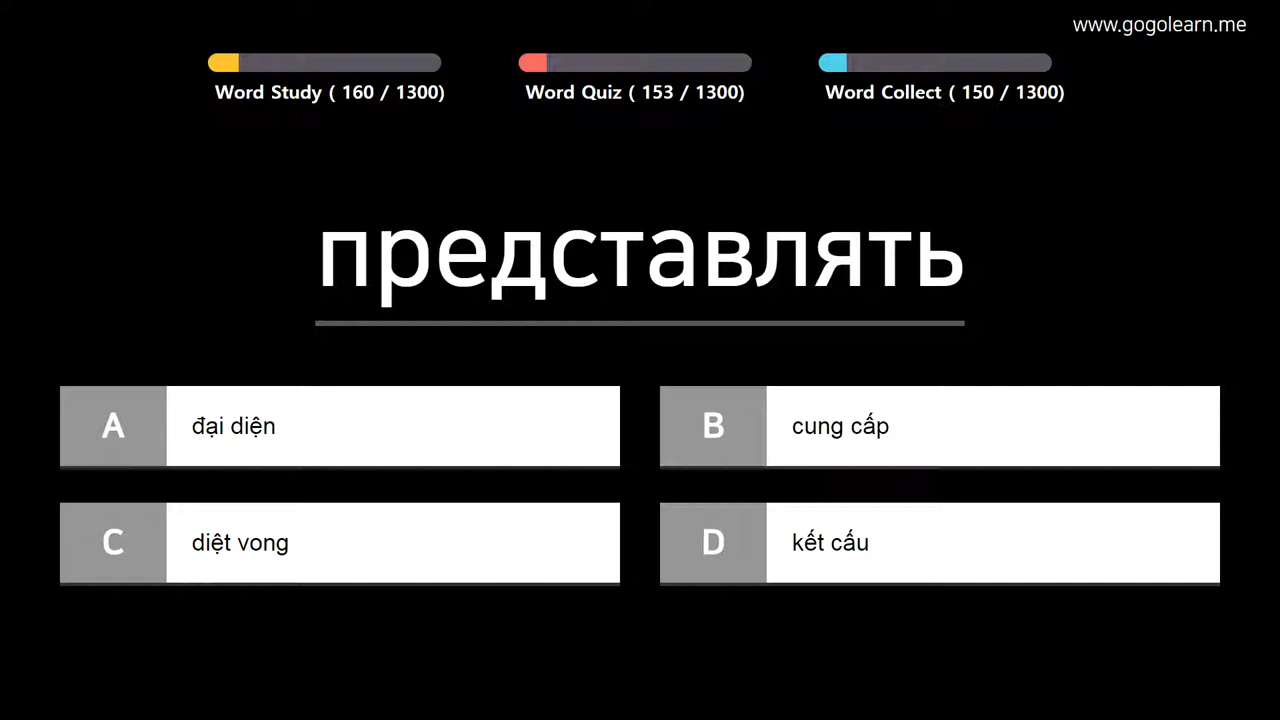 www.gogolearn.me
Word Study ( 160 / 1300)
Word Quiz ( 153 / 1300)
Word Collect ( 150 / 1300)
представлять
A đại diện
B cung cấp
C diệt vong
D kết cấu